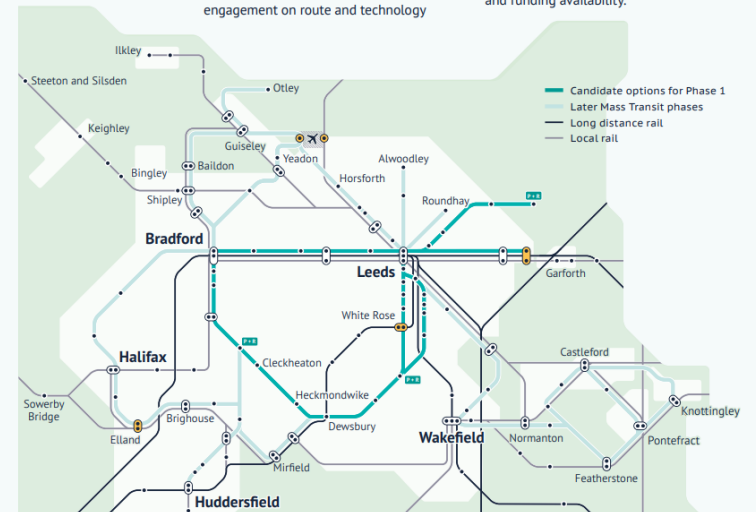 engagement on route and technology
and funding availability.
Ilkley
Steeton and Silsden
Otley
Candidate options for Phase 1
Later Mass Transit phases
Long distance rail
Local rail
Keighley
Guiseley
Bingley
Baildon
Yeadon
Alwoodley
Shipley
Horsforth
Roundhay
P+R
Bradford
Leeds
Garforth
White Rose
P+R
Halifax
Cleckheaton
Castleford
P+R
Sowerby
Bridge
Heckmondwike
Knottingley
Elland
Brighouse
Dewsbury
Wakefield
Normanton
Pontefract
Mirfield
Featherstone
Huddersfield